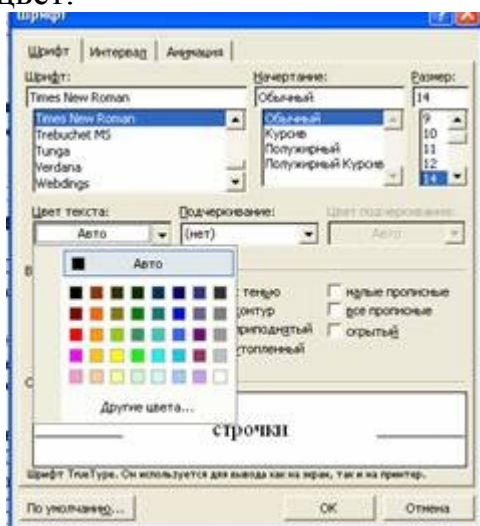 цвет.
Шрифт
Шрифт Интервал Анимация
Шрифт: Начертание: Размер:
Times New Roman Обычный 14
Times New Roman Обычный 9
Trebuchet MS Курсив 10
Tunga Полужирный 11
Verdana Полужирный Курсив 12
Webdings 14
Цвет текста: Подчеркивание: Цвет подчеркивания:
Авто (нет) Авто
Авто
В
с тенью малые прописные
контур все прописные
приподнятый скрытый
утопленный
С
Другие цвета...
строчки
Шрифт TrueType. Он используется для вывода как на экран, так и на принтер.
По умолчанию... ОК Отмена